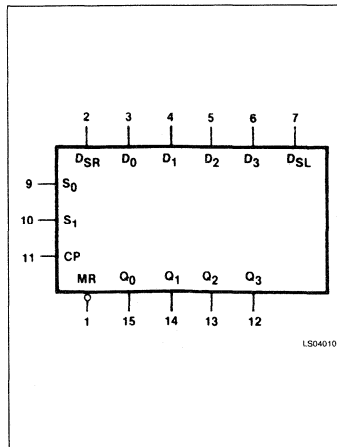 2 3 4 5 6 7
DSR D0 D1 D2 D3 DSL
9 S0
10 S1
11 CP
MR Q0 Q1 Q2 Q3
1 15 14 13 12
LS04010